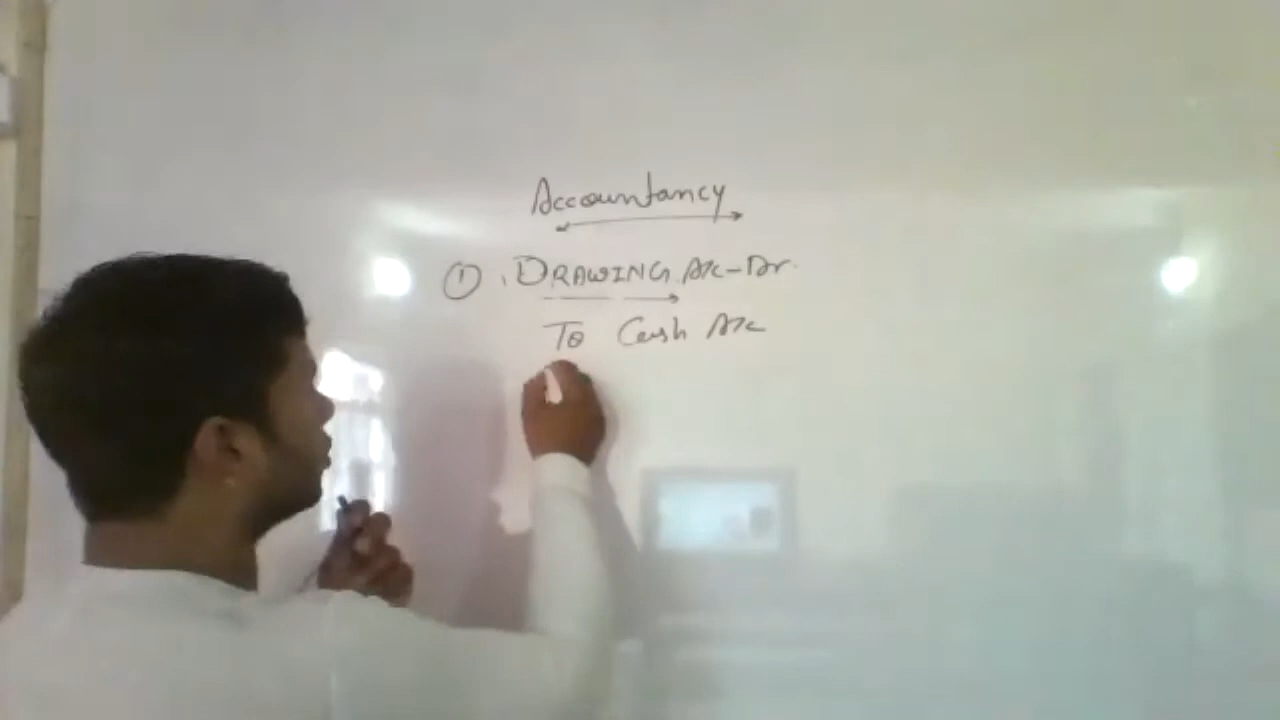 Accountancy
① DRAWING A/c - Dr.
To Cash A/c